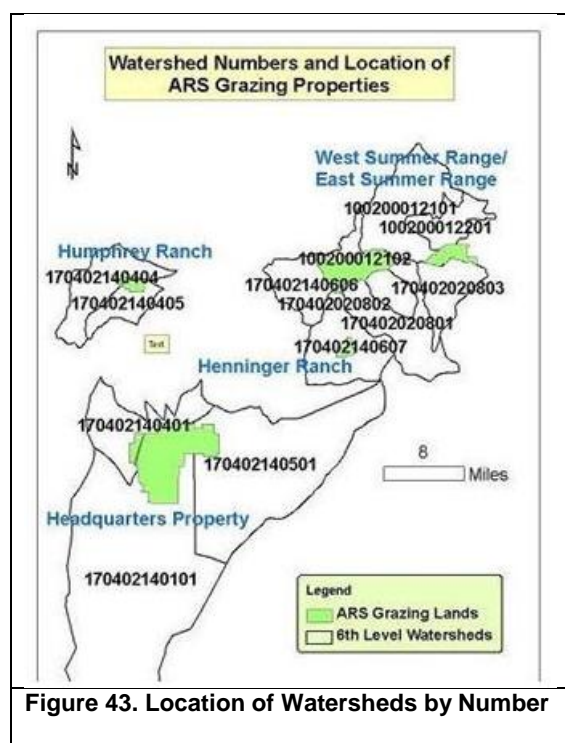 Watershed Numbers and Location of
ARS Grazing Properties
N
West Summer Range/
East Summer Range
100200012101
100200012201
Humphrey Ranch
100200012102
170402140404
170402140606
170402020803
170402140405
170402020802
170402020801
Text
170402140607
Henninger Ranch
170402140401
170402140501
8
Miles
Headquarters Property
170402140101
Legend
ARS Grazing Lands
6th Level Watersheds
Figure 43. Location of Watersheds by Number